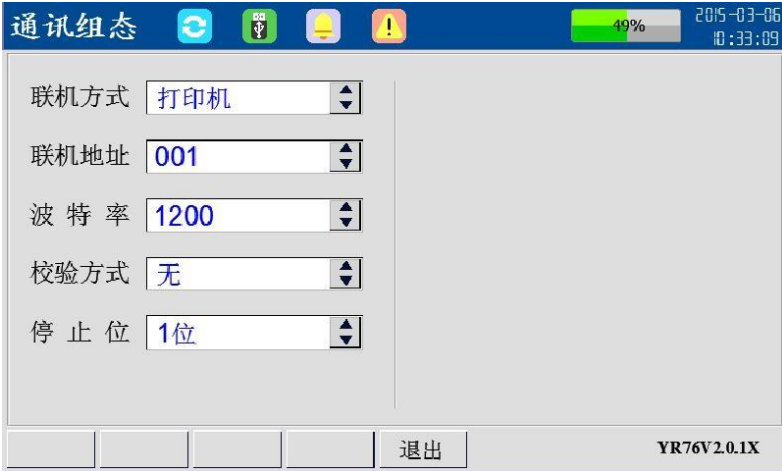 通讯组态
49%
2015-03-06
10:33:09
联机方式 打印机
联机地址 001
波特率 1200
校验方式 无
停止位 1位
退出
YR76V2.0.1X